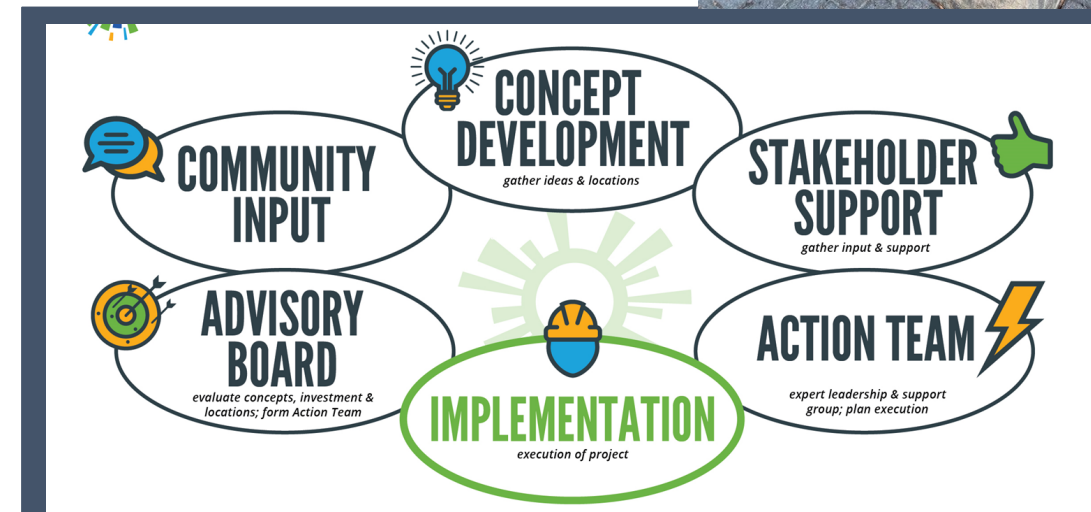 CONCEPT
DEVELOPMENT
gather ideas & locations
COMMUNITY
INPUT
STAKEHOLDER
SUPPORT
gather input & support
ADVISORY
BOARD
evaluate concepts, investment &
locations; form Action Team
ACTION TEAM
expert leadership & support
group; plan execution
IMPLEMENTATION
execution of project